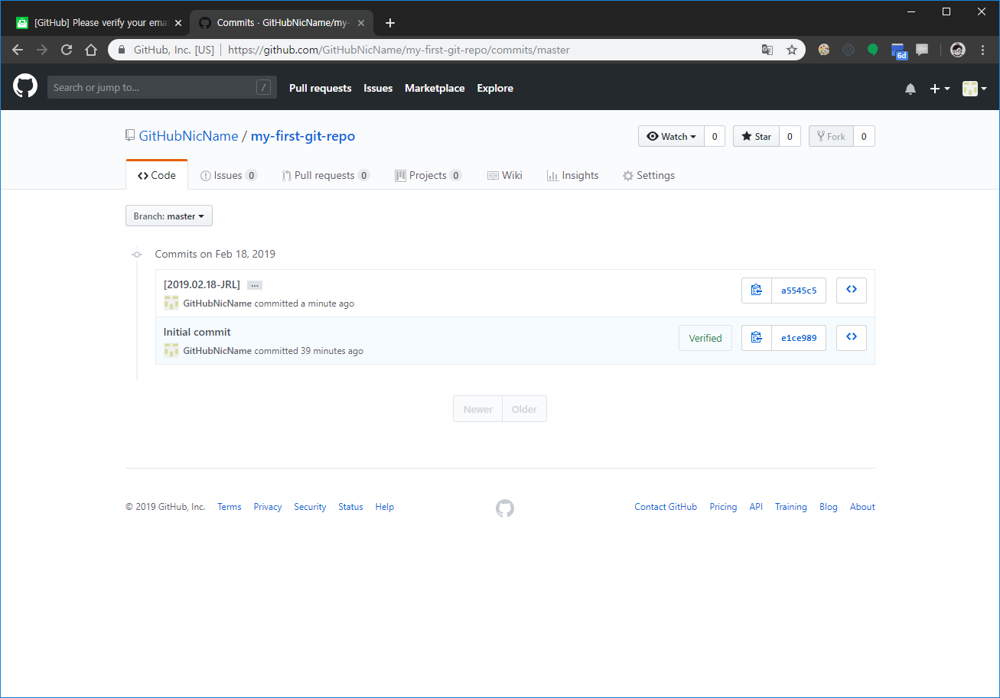 [GitHub] Please verify your ema
Commits · GitHubNicName/my-
GitHub, Inc. [US] | https://github.com/GitHubNicName/my-first-git-repo/commits/master
6d
Search or jump to... /
Pull requests Issues Marketplace Explore
GitHubNicName / my-first-git-repo
Watch 0 Star 0 Fork 0
Code Issues 0 Pull requests 0 Projects 0 Wiki Insights Settings
Branch: master
Commits on Feb 18, 2019
[2019.02.18-JRL] ...
a5545c5
GitHubNicName committed a minute ago
Initial commit
Verified e1ce989
GitHubNicName committed 39 minutes ago
Newer Older
© 2019 GitHub, Inc. Terms Privacy Security Status Help
Contact GitHub Pricing API Training Blog About